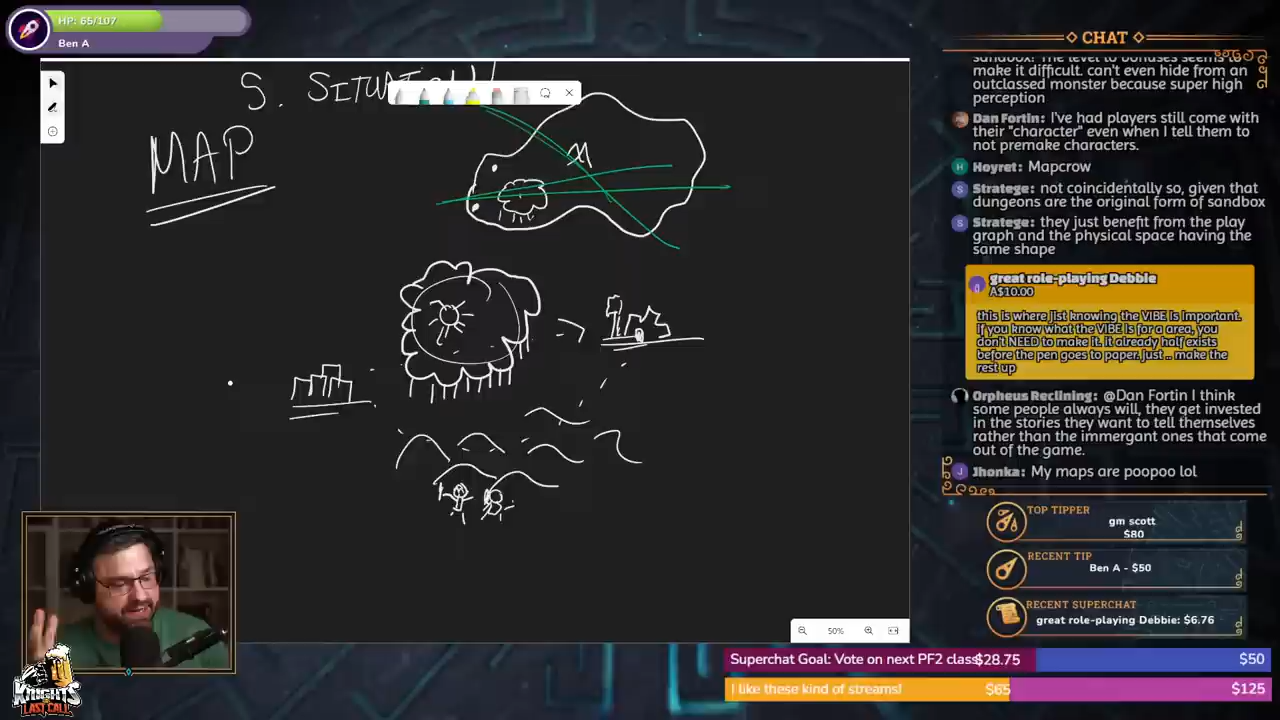 HP: 65/107
Ben A
S. SITUATION!
MAP
CHAT
sandbox! The level to bonuses seems to
make it difficult. can't even hide from an
outclassed monster because super high
perception
Dan Fortin: I've had players still come with
their "character" even when I tell them to
not premake characters.
H Hoyret: Mapcrow
S Stratege: not coincidentally so, given that
dungeons are the original form of sandbox
S Stratege: they just benefit from the play
graph and the physical space having the
same shape
great role-playing Debbie
A$10.00
this is where jist knowing the VIBE is important.
if you know what the VIBE is for a area, you
don't NEED to make it. it already half exists
before the pen goes to paper. just .. make the
rest up
Orpheus Reclining: @Dan Fortin I think
some people always will, they get invested
in the stories they want to tell themselves
rather than the immergant ones that come
out of the game.
J Jhonka: My maps are poopoo lol
TOP TIPPER
gm scott
$80
RECENT TIP
Ben A - $50
RECENT SUPERCHAT
great role-playing Debbie: $6.76
50%
Superchat Goal: Vote on next PF2 class $28.75 $50
I like these kind of streams! $65 $125
KNIGHTS
OF LAST CALL